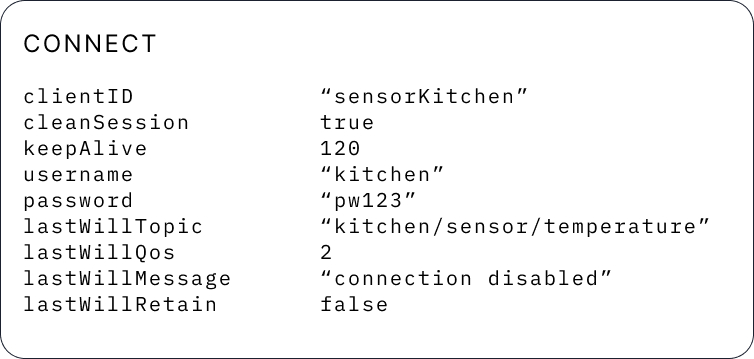 CONNECT
clientID “sensorKitchen”
cleanSession true
keepAlive 120
username “kitchen”
password “pw123”
lastWillTopic “kitchen/sensor/temperature”
lastWillQos 2
lastWillMessage “connection disabled”
lastWillRetain false